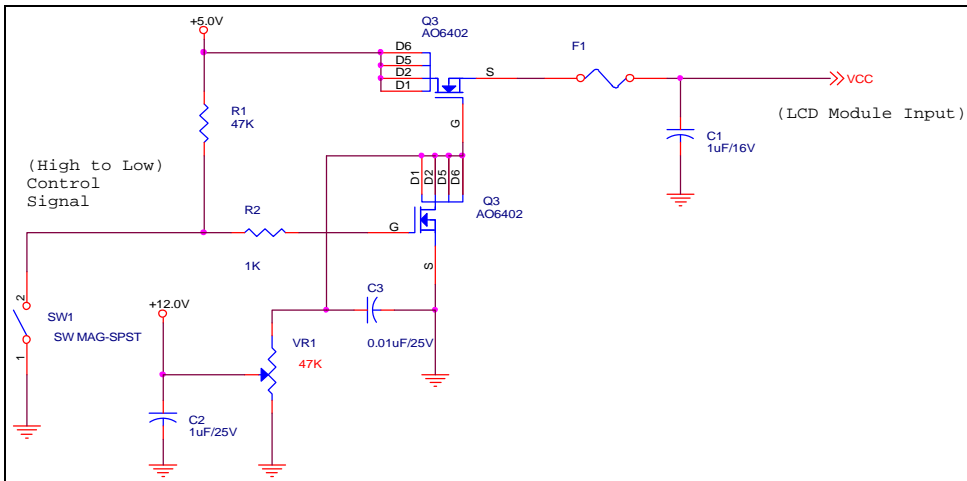 +5.0V
Q3
AO6402
F1
D6
D5
D2
D1
S
VCC
R1
47K
(LCD Module Input)
G
C1
1uF/16V
(High to Low)
Control
Signal
D1
D2
D5
D6
Q3
AO6402
R2
G
1K
S
C3
2
+12.0V
SW1
SW MAG-SPST
VR1
0.01uF/25V
1
47K
C2
1uF/25V